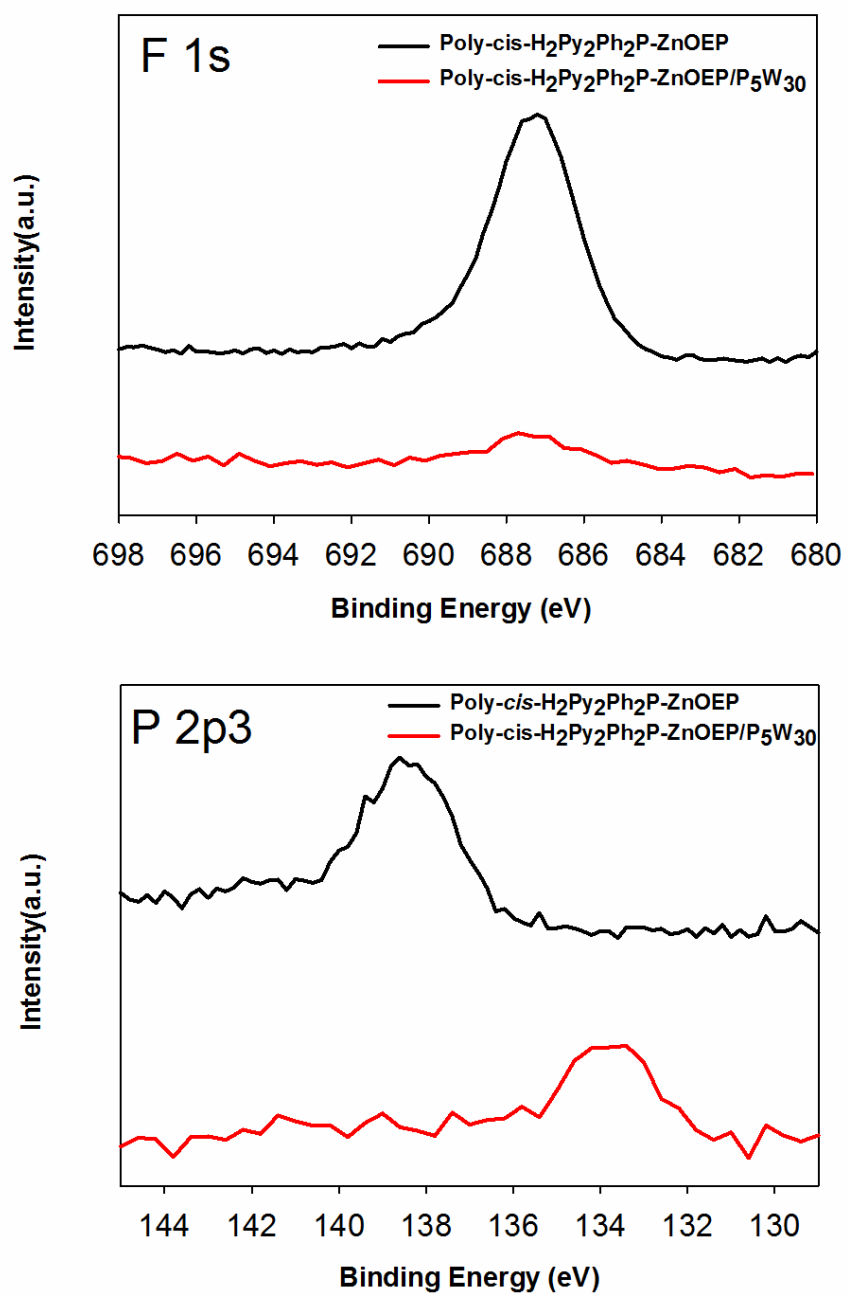 F 1s
Poly-cis-H2Py2Ph2P-ZnOEP
Poly-cis-H2Py2Ph2P-ZnOEP/P5W30
Intensity(a.u.)
698 696 694 692 690 688 686 684 682 680
Binding Energy (eV)
P 2p3
Poly-cis-H2Py2Ph2P-ZnOEP
Poly-cis-H2Py2Ph2P-ZnOEP/P5W30
Intensity(a.u.)
144 142 140 138 136 134 132 130
Binding Energy (eV)